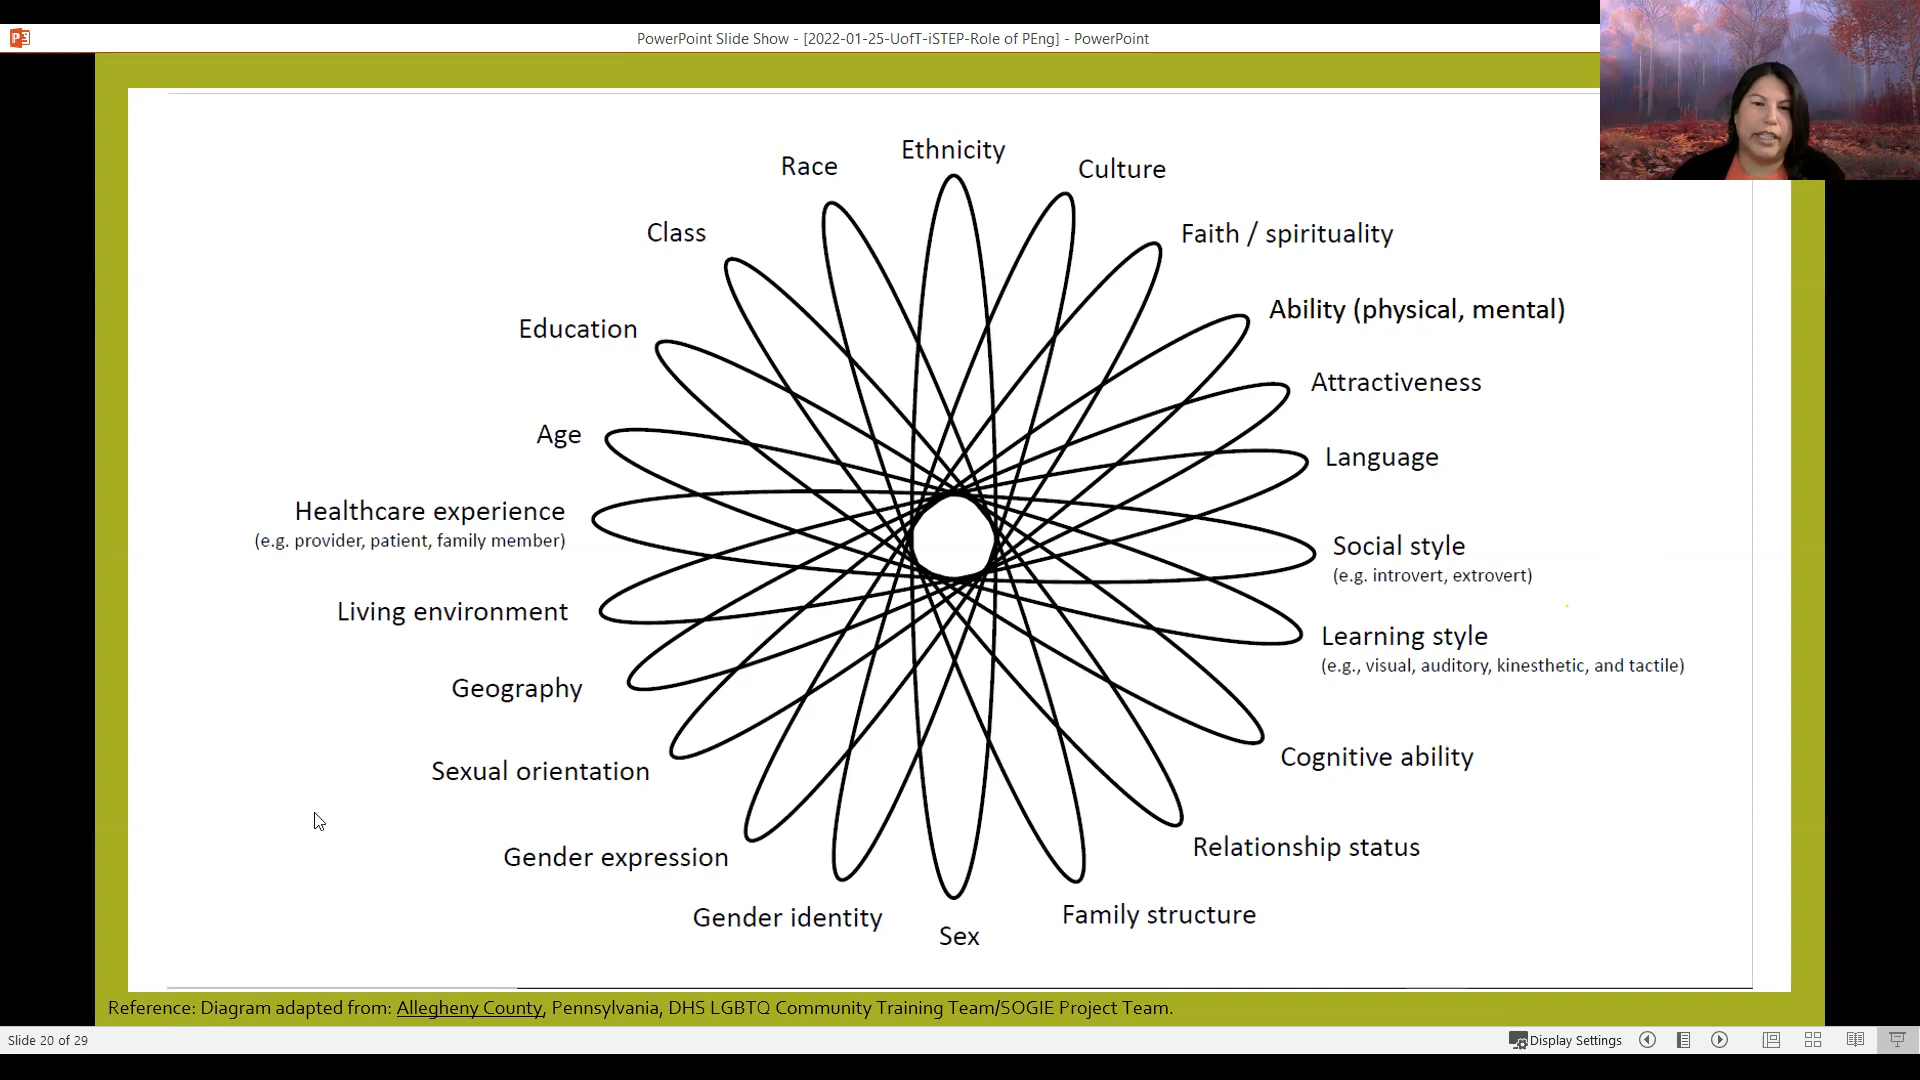 PowerPoint Slide Show - [2022-01-25-UofT-iSTEP-Role of PEng] - PowerPoint
Ethnicity
Race
Culture
Class
Faith / spirituality
Ability (physical, mental)
Education
Attractiveness
Age
Language
Healthcare experience
(e.g. provider, patient, family member)
Social style
(e.g. introvert, extrovert)
Living environment
Learning style
(e.g., visual, auditory, kinesthetic, and tactile)
Geography
Cognitive ability
Sexual orientation
Relationship status
Gender expression
Family structure
Gender identity
Sex
Reference: Diagram adapted from: Allegheny County, Pennsylvania, DHS LGBTQ Community Training Team/SOGIE Project Team.
Slide 20 of 29
Display Settings